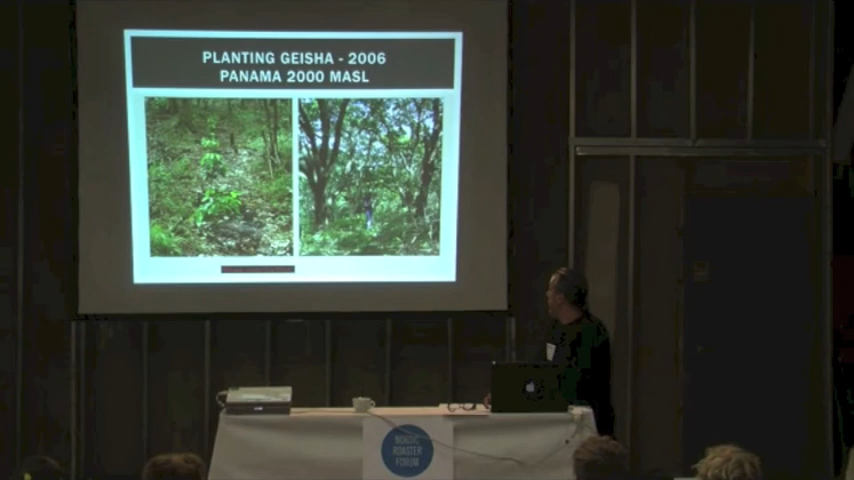 PLANTING GEISHA - 2006
PANAMA 2000 MASL
NORDIC
ROASTER
FORUM